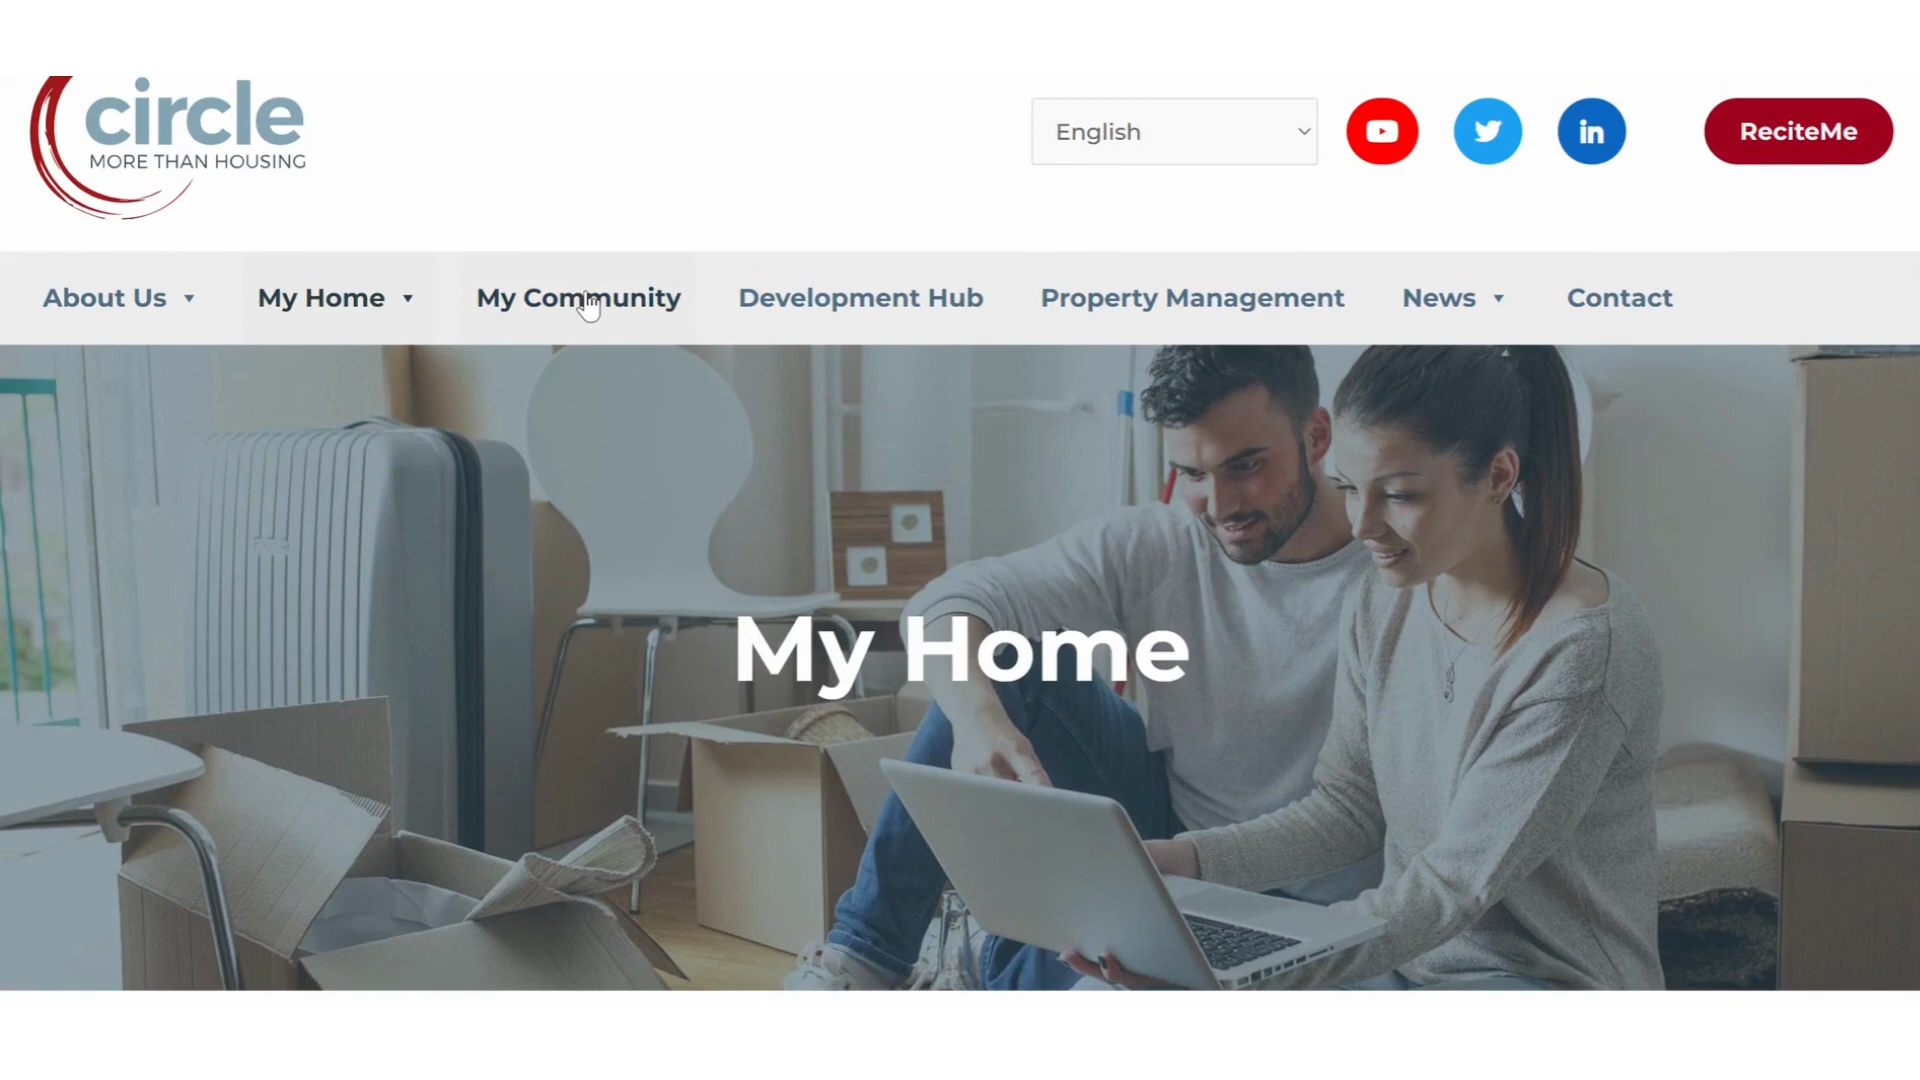 circle
MORE THAN HOUSING
English
ReciteMe
About Us
My Home
My Community
Development Hub
Property Management
News
Contact
My Home